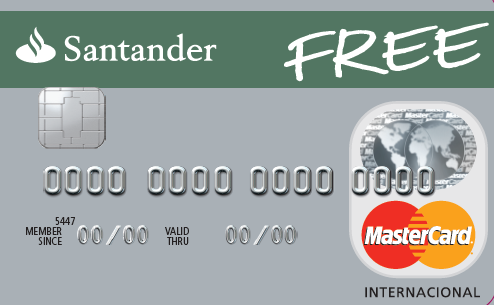 Santander
FREE
0000 0000 0000 0000
5447
MEMBER SINCE 00/00 VALID THRU 00/00
MasterCard
INTERNACIONAL